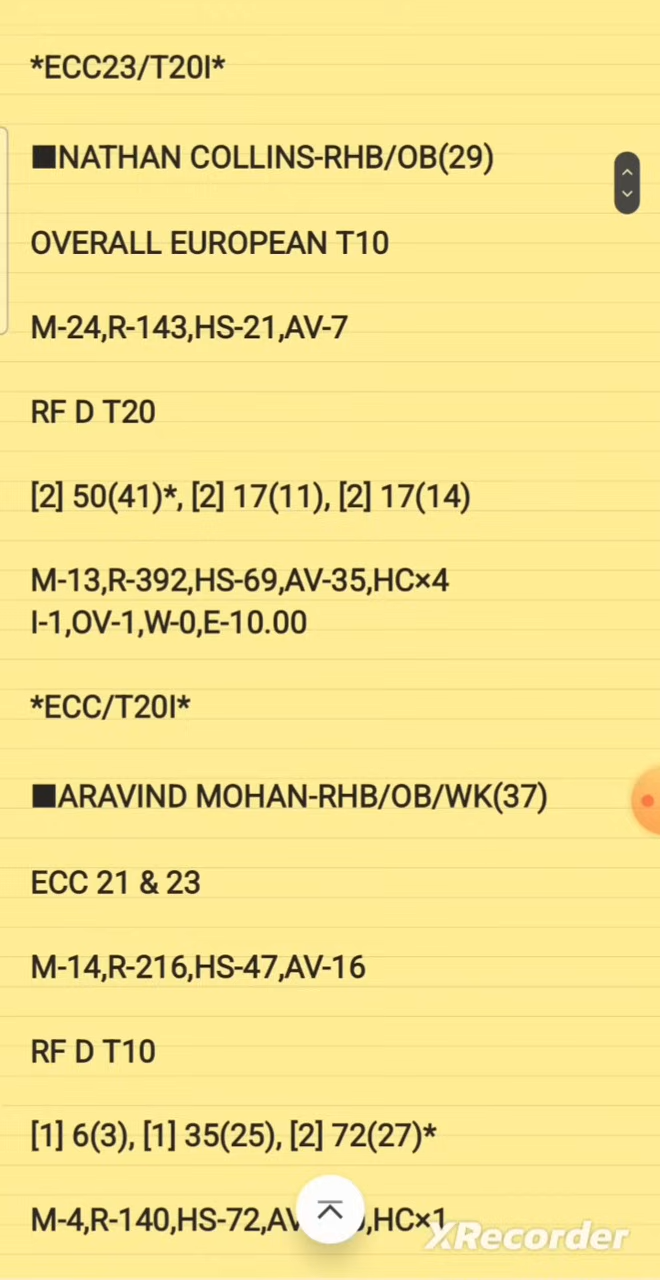 *ECC23/T20I*
■NATHAN COLLINS-RHB/OB(29)
OVERALL EUROPEAN T10
M-24,R-143,HS-21,AV-7
RF D T20
[2] 50(41)*, [2] 17(11), [2] 17(14)
M-13,R-392,HS-69,AV-35,HC×4
I-1,OV-1,W-0,E-10.00
*ECC/T20I*
■ARAVIND MOHAN-RHB/OB/WK(37)
ECC 21 & 23
M-14,R-216,HS-47,AV-16
RF D T10
[1] 6(3), [1] 35(25), [2] 72(27)*
M-4,R-140,HS-72,AV ,HC×1
XRecorder